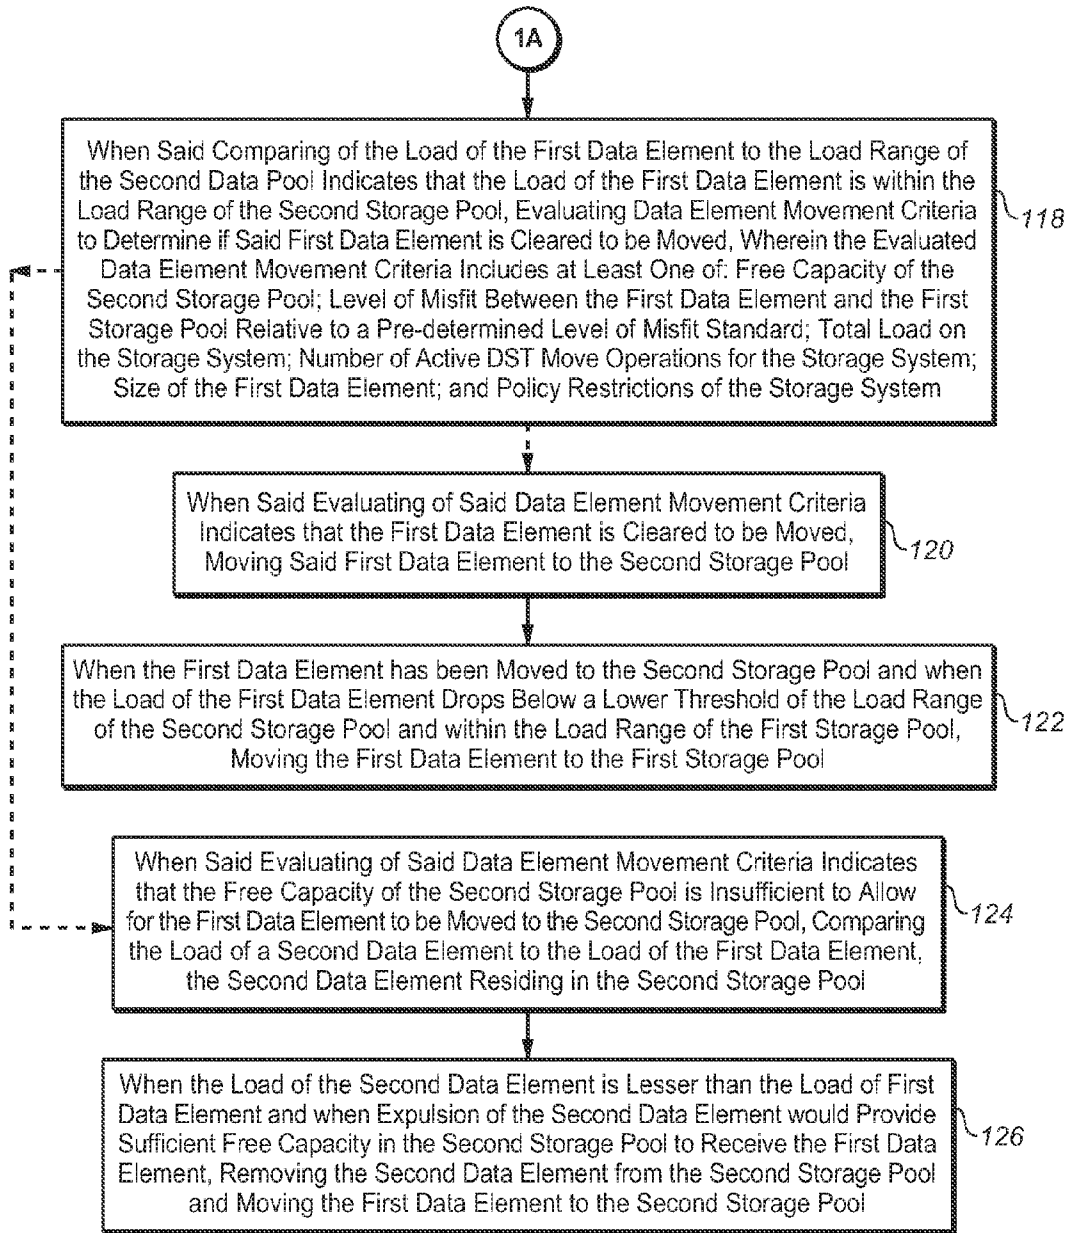 1A
When Said Comparing of the Load of the First Data Element to the Load Range of
the Second Data Pool Indicates that the Load of the First Data Element is within the
Load Range of the Second Storage Pool, Evaluating Data Element Movement Criteria
to Determine if Said First Data Element is Cleared to be Moved, Wherein the Evaluated
Data Element Movement Criteria Includes at Least One of: Free Capacity of the
Second Storage Pool; Level of Misfit Between the First Data Element and the First
Storage Pool Relative to a Pre-determined Level of Misfit Standard; Total Load on
the Storage System; Number of Active DST Move Operations for the Storage System;
Size of the First Data Element; and Policy Restrictions of the Storage System
118
When Said Evaluating of Said Data Element Movement Criteria
Indicates that the First Data Element is Cleared to be Moved,
Moving Said First Data Element to the Second Storage Pool
120
When the First Data Element has been Moved to the Second Storage Pool and when
the Load of the First Data Element Drops Below a Lower Threshold of the Load Range
of the Second Storage Pool and within the Load Range of the First Storage Pool,
Moving the First Data Element to the First Storage Pool
122
When Said Evaluating of Said Data Element Movement Criteria Indicates
that the Free Capacity of the Second Storage Pool is Insufficient to Allow
for the First Data Element to be Moved to the Second Storage Pool, Comparing
the Load of a Second Data Element to the Load of the First Data Element,
the Second Data Element Residing in the Second Storage Pool
124
When the Load of the Second Data Element is Lesser than the Load of First
Data Element and when Expulsion of the Second Data Element would Provide
Sufficient Free Capacity in the Second Storage Pool to Receive the First Data
Element, Removing the Second Data Element from the Second Storage Pool
and Moving the First Data Element to the Second Storage Pool
126